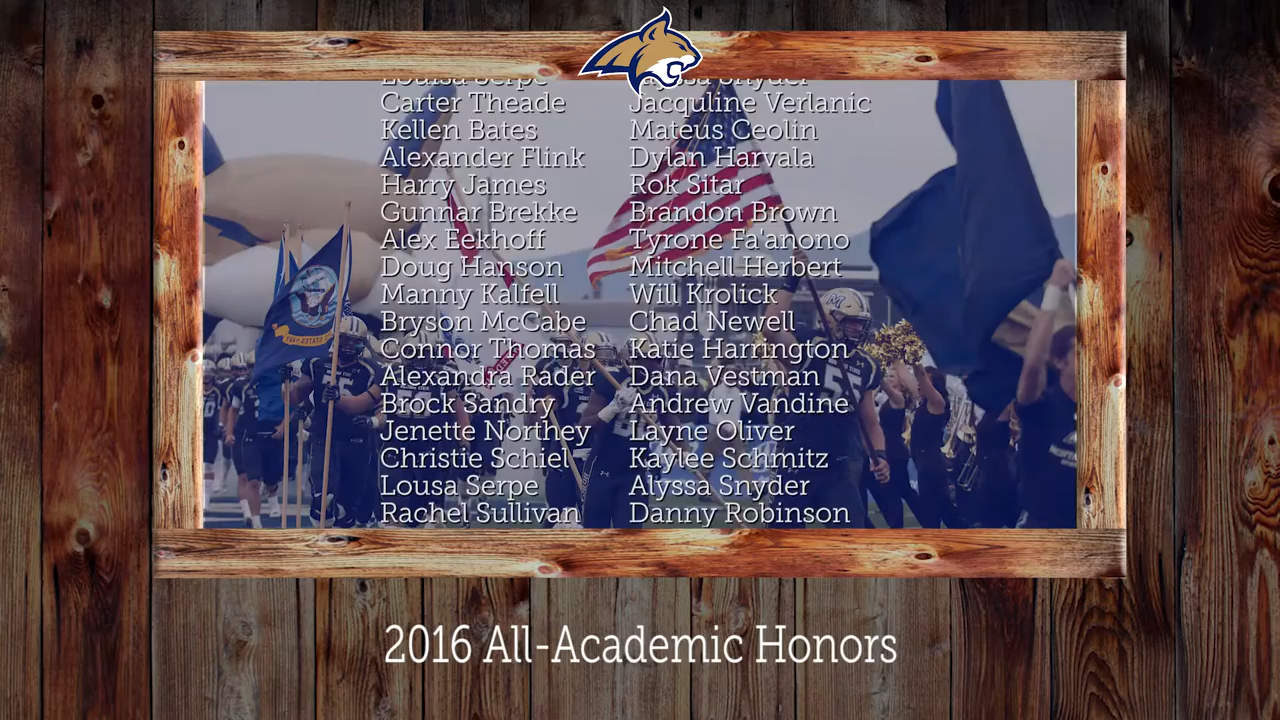 Louisa Serpe
Carter Theade
Kellen Bates
Alexander Flink
Harry James
Gunnar Brekke
Alex Eekhoff
Doug Hanson
Manny Kalfell
Bryson McCabe
Connor Thomas
Alexandra Rader
Brock Sandry
Jenette Northey
Christie Schiel
Lousa Serpe
Rachel Sullivan
Snyder
Jacquline Verlanic
Mateus Ceolin
Dylan Harvala
Rok Sitar
Brandon Brown
Tyrone Fa'anono
Mitchell Herbert
Will Krolick
Chad Newell
Katie Harrington
Dana Vestman
Andrew Vandine
Layne Oliver
Kaylee Schmitz
Alyssa Snyder
Danny Robinson
2016 All-Academic Honors